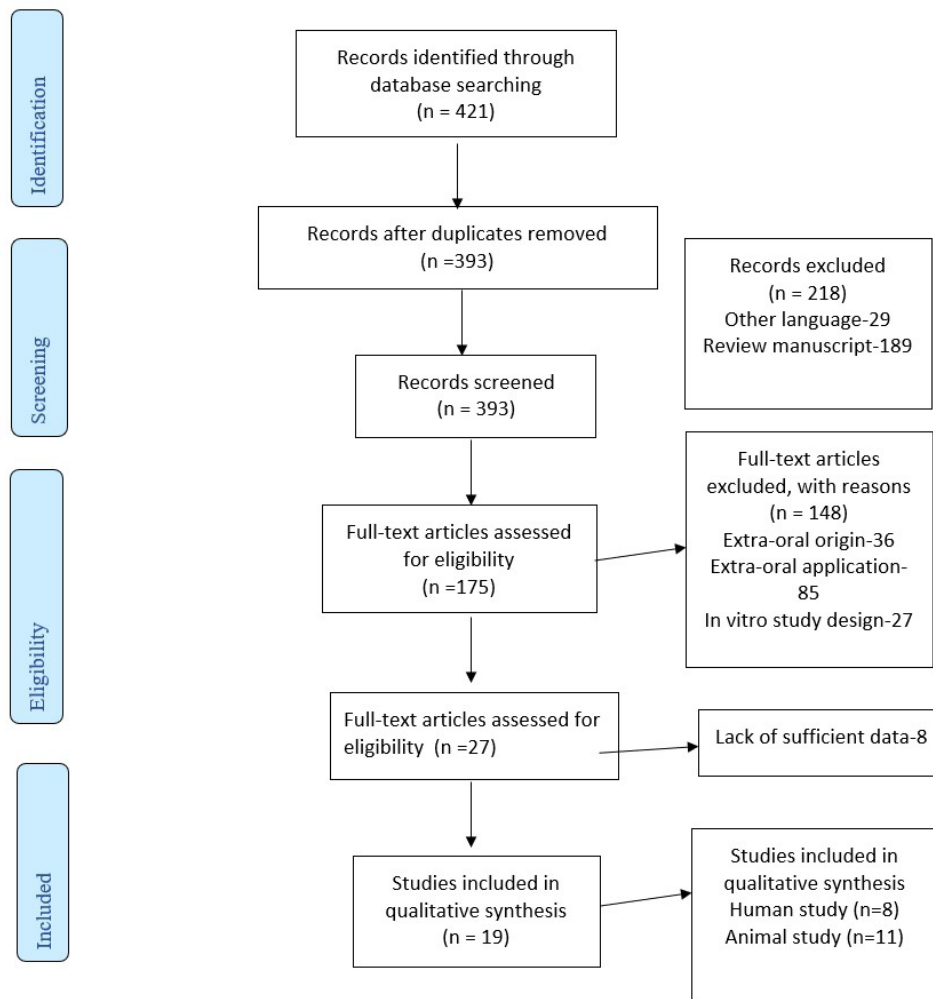 Identification
Records identified through
database searching
(n = 421)
Records after duplicates removed
(n =393)
Screening
Records excluded
(n = 218)
Other language-29
Review manuscript-189
Records screened
(n = 393)
Eligibility
Full-text articles assessed
for eligibility
(n =175)
Full-text articles
excluded, with reasons
(n = 148)
Extra-oral origin-36
Extra-oral application-
85
In vitro study design-27
Full-text articles assessed for
eligibility (n =27)
Lack of sufficient data-8
Included
Studies included in
qualitative synthesis
(n = 19)
Studies included in
qualitative synthesis
Human study (n=8)
Animal study (n=11)